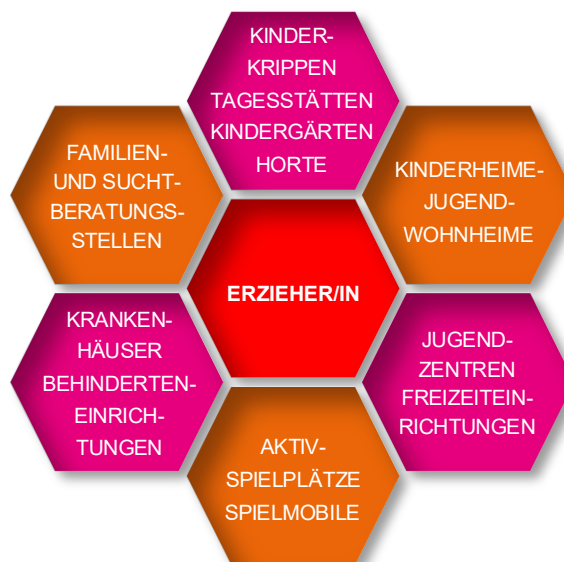 KINDER-
KRIPPEN
TAGESSTÄTTEN
KINDERGÄRTEN
HORTE
FAMILIEN-
UND SUCHT-
BERATUNGS-
STELLEN
KINDERHEIME-
JUGEND-
WOHNHEIME
ERZIEHER/IN
KRANKEN-
HÄUSER
BEHINDERTEN-
EINRICH-
TUNGEN
JUGEND-
ZENTREN
FREIZEITEIN-
RICHTUNGEN
AKTIV-
SPIELPLÄTZE
SPIELMOBILE